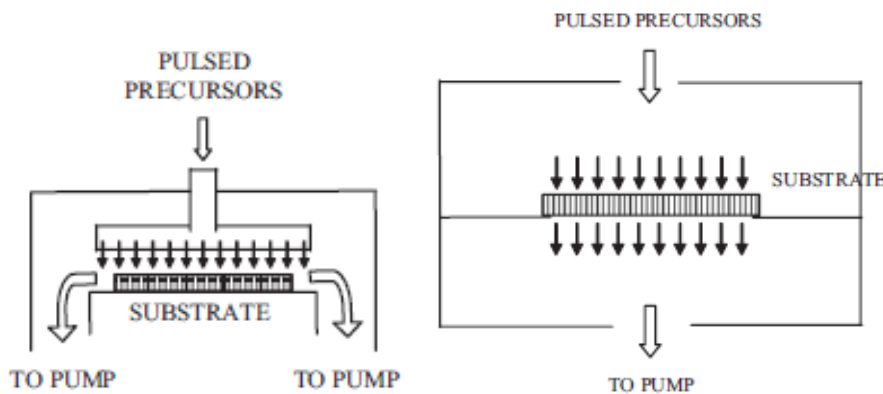 PULSED
PRECURSORS
SUBSTRATE
TO PUMP
TO PUMP
PULSED PRECURSORS
SUBSTRATE
TO PUMP